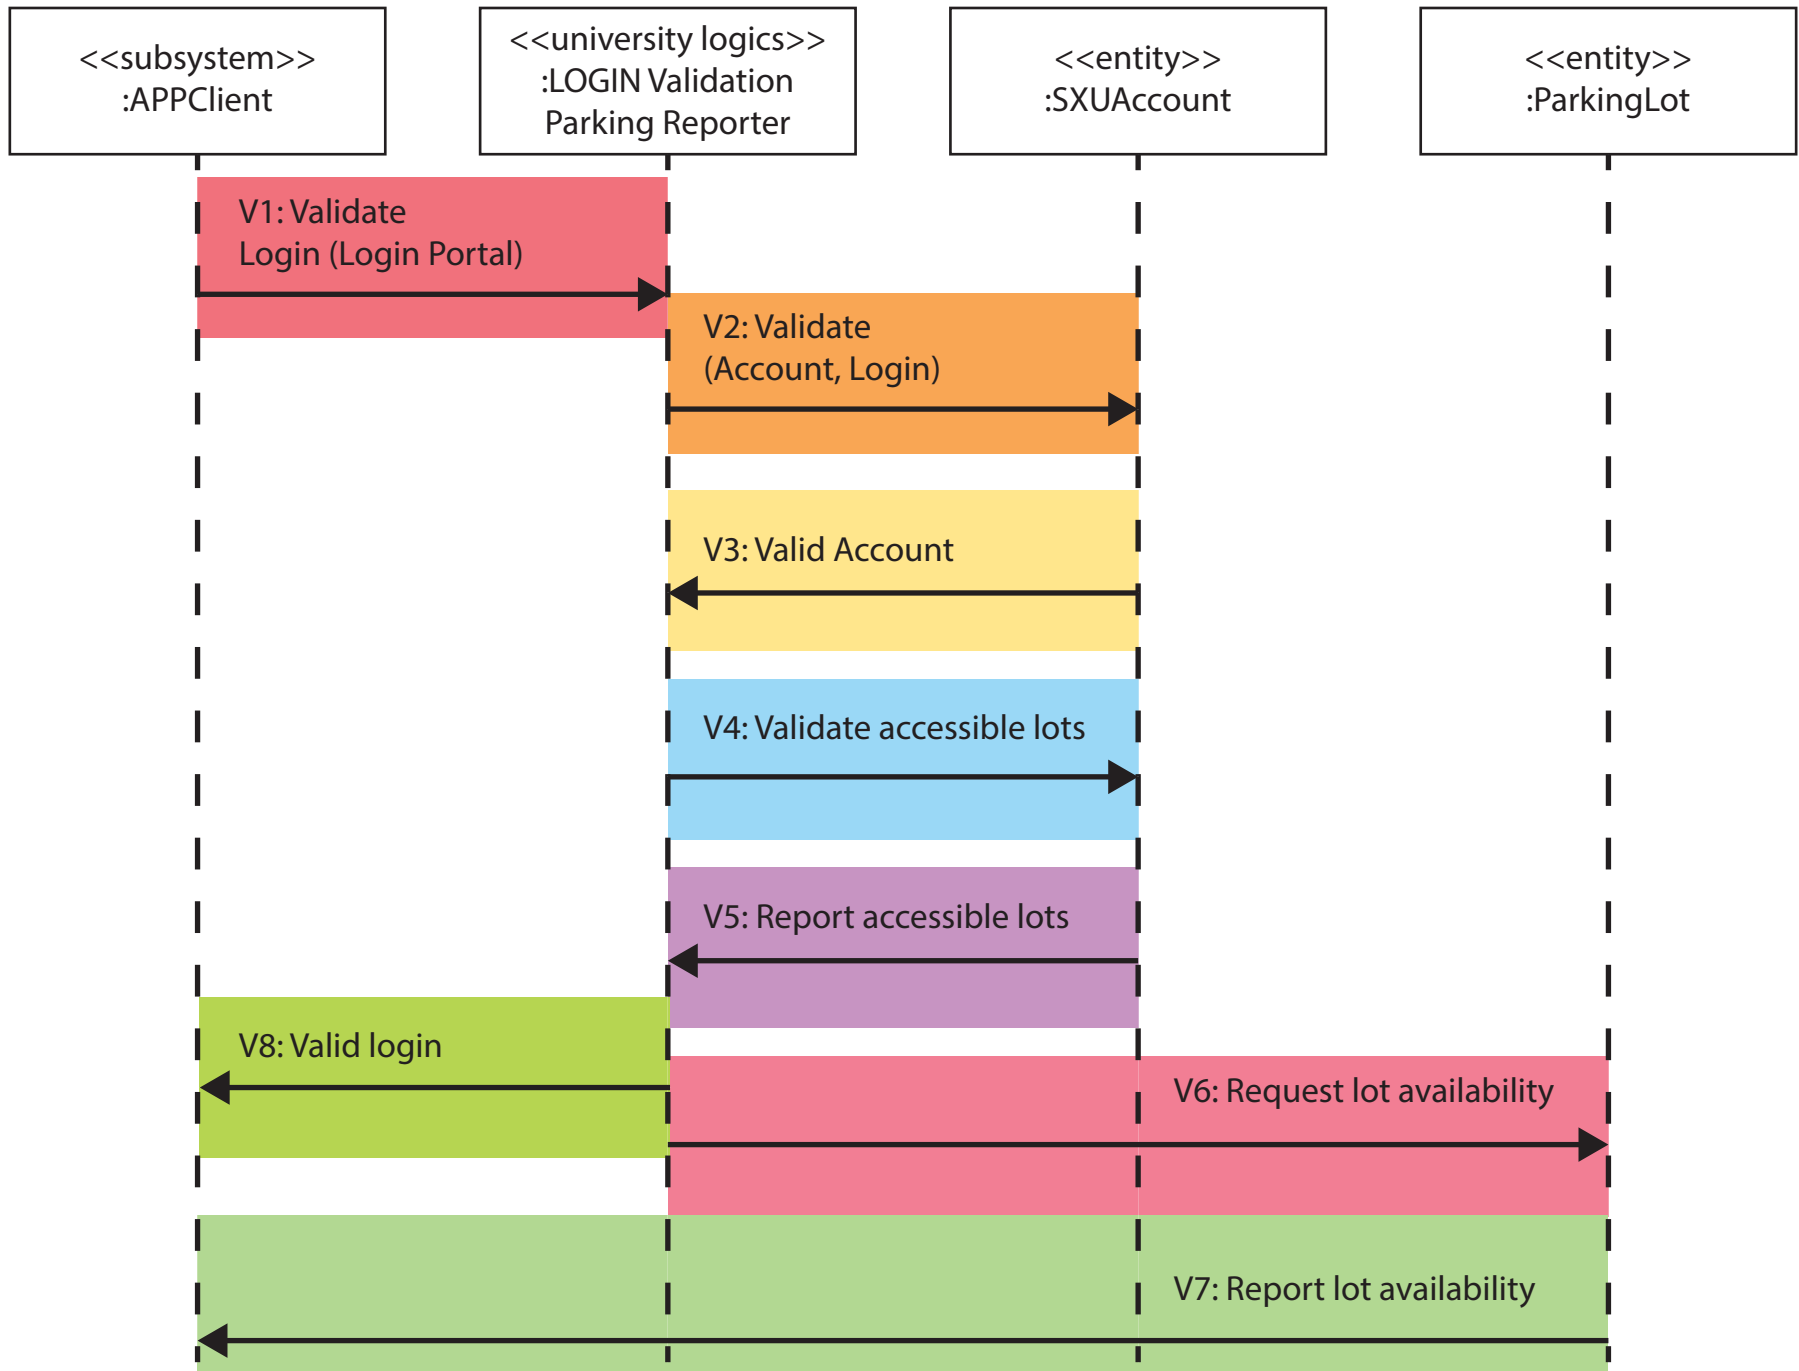 <<subsystem>>
:APPClient
<<university logics>>
:LOGIN Validation
Parking Reporter
<<entity>>
:SXUAccount
<<entity>>
:ParkingLot
V1: Validate
Login (Login Portal)
V2: Validate
(Account, Login)
V3: Valid Account
V4: Validate accessible lots
V5: Report accessible lots
V8: Valid login
V6: Request lot availability
V7: Report lot availability